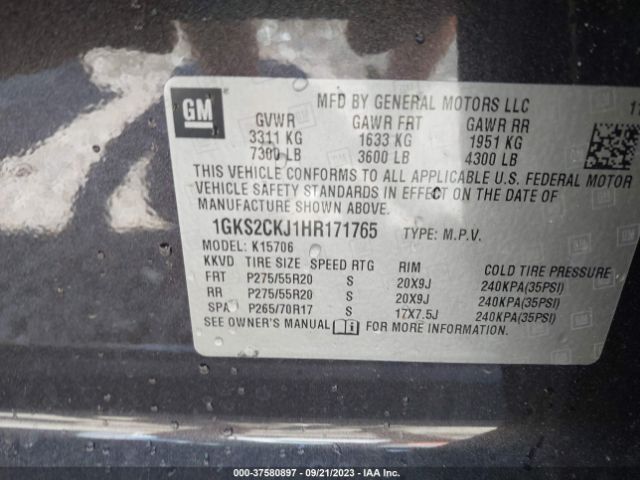 GM
MFD BY GENERAL MOTORS LLC
GVWR GAWR FRT GAWR RR
3311 KG 1633 KG 1951 KG
7300 LB 3600 LB 4300 LB
THIS VEHICLE CONFORMS TO ALL APPLICABLE U.S. FEDERAL MOTOR
VEHICLE SAFETY STANDARDS IN EFFECT ON THE DATE OF
MANUFACTURE SHOWN ABOVE.
1GKS2CKJ1HR171765 TYPE: M.P.V.
MODEL: K15706
KKVD TIRE SIZE SPEED RTG RIM COLD TIRE PRESSURE
FRT P275/55R20 S 20X9J 240KPA(35PSI)
RR P275/55R20 S 20X9J 240KPA(35PSI)
SPA P265/70R17 S 17X7.5J 240KPA(35PSI)
SEE OWNER'S MANUAL FOR MORE INFORMATION.
000-37580897 - 09/21/2023 - IAA Inc.